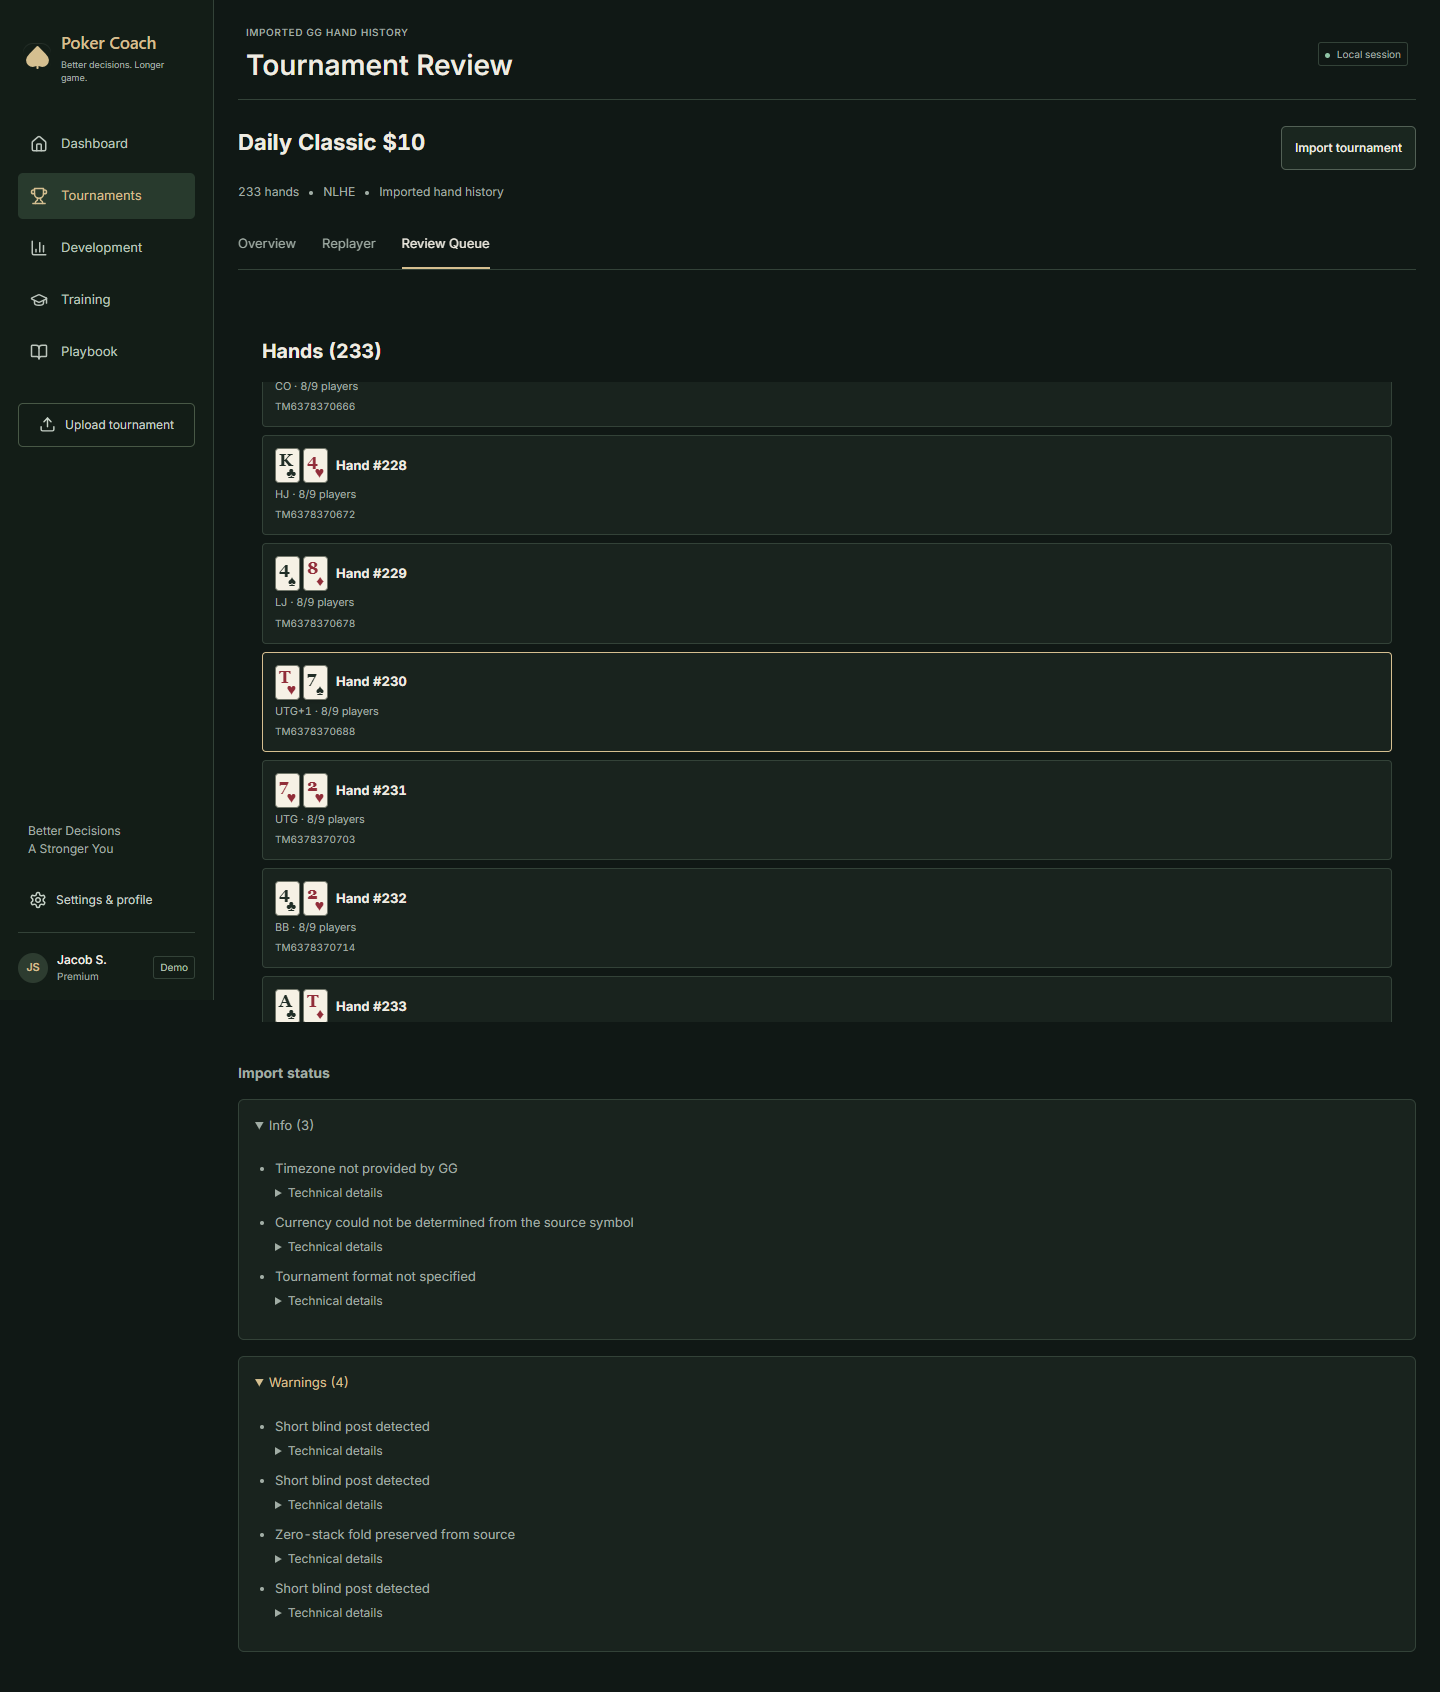 Poker Coach
Better decisions. Longer
game.
Dashboard
Tournaments
Development
Training
Playbook
Upload tournament
Better Decisions
A Stronger You
Settings & profile
JS
Jacob S.
Premium
Demo
IMPORTED GG HAND HISTORY
Tournament Review
Local session
Daily Classic $10
Import tournament
233 hands • NLHE • Imported hand history
Overview
Replayer
Review Queue
Hands (233)
CO · 8/9 players
TM6378370666
K♣ 4♥ Hand #228
HJ · 8/9 players
TM6378370672
4♠ 8♦ Hand #229
LJ · 8/9 players
TM6378370678
T♥ 7♠ Hand #230
UTG+1 · 8/9 players
TM6378370688
7♥ 2♥ Hand #231
UTG · 8/9 players
TM6378370703
4♣ 2♥ Hand #232
BB · 8/9 players
TM6378370714
A♣ T♦ Hand #233
Import status
▼ Info (3)
• Timezone not provided by GG
▶ Technical details
• Currency could not be determined from the source symbol
▶ Technical details
• Tournament format not specified
▶ Technical details
▼ Warnings (4)
• Short blind post detected
▶ Technical details
• Short blind post detected
▶ Technical details
• Zero-stack fold preserved from source
▶ Technical details
• Short blind post detected
▶ Technical details